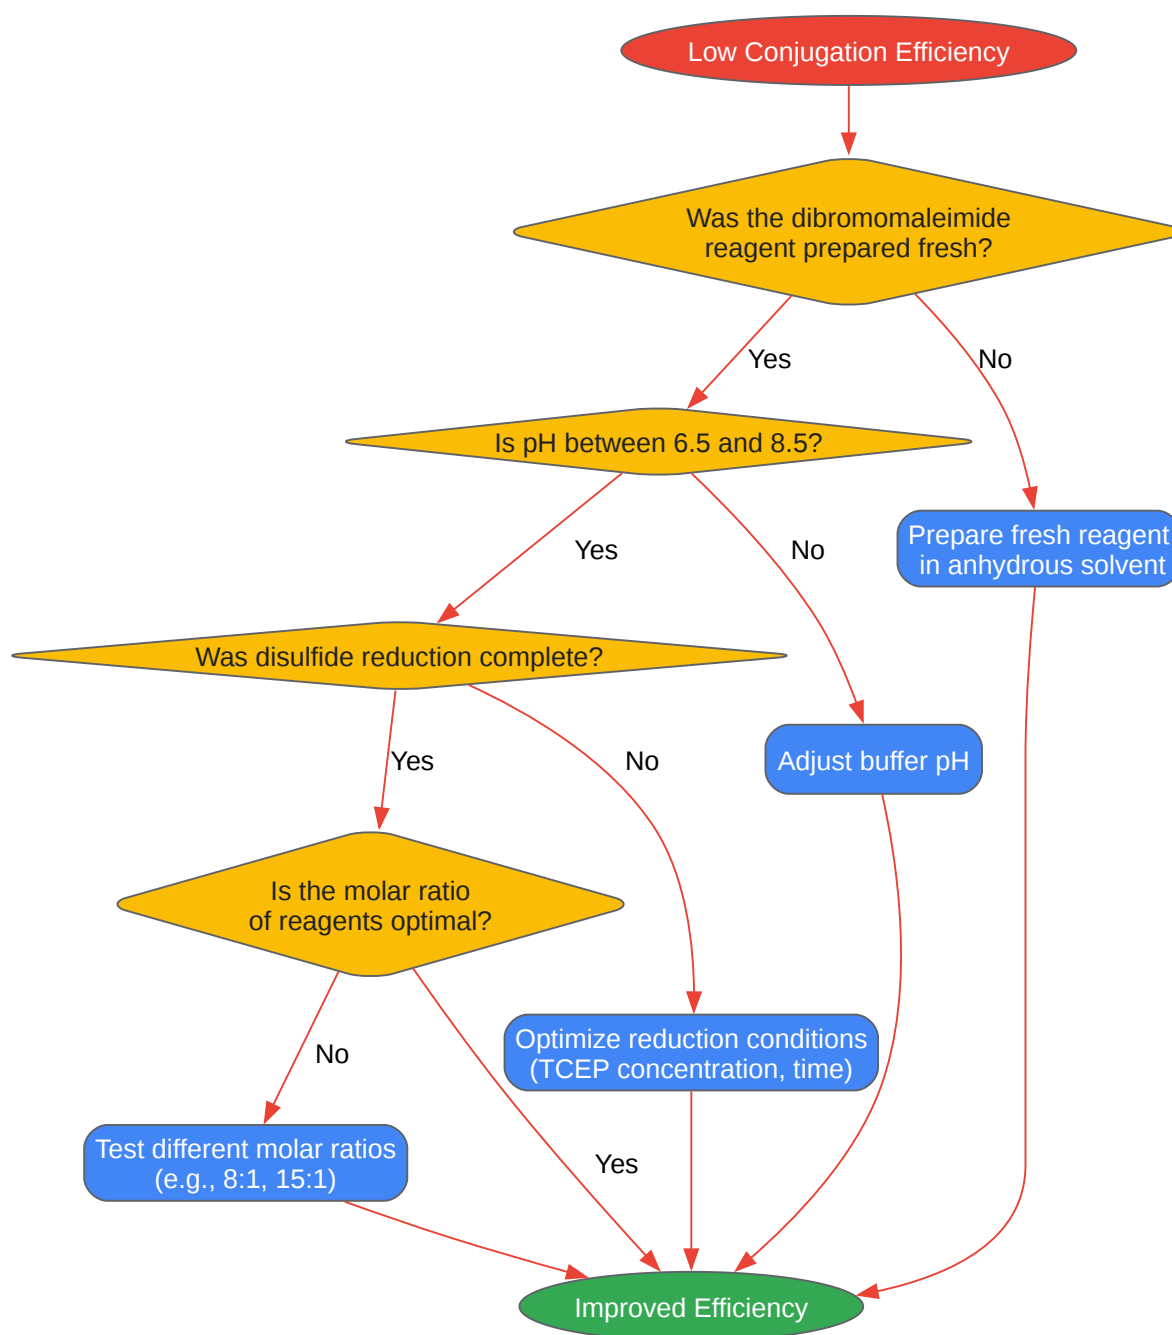 Low Conjugation Efficiency
Was the dibromomaleimide
reagent prepared fresh?
Yes
No
Is pH between 6.5 and 8.5?
Prepare fresh reagent
in anhydrous solvent
Yes
No
Was disulfide reduction complete?
Adjust buffer pH
Yes
No
Is the molar ratio
of reagents optimal?
Optimize reduction conditions
(TCEP concentration, time)
No
Test different molar ratios
(e.g., 8:1, 15:1)
Yes
Improved Efficiency